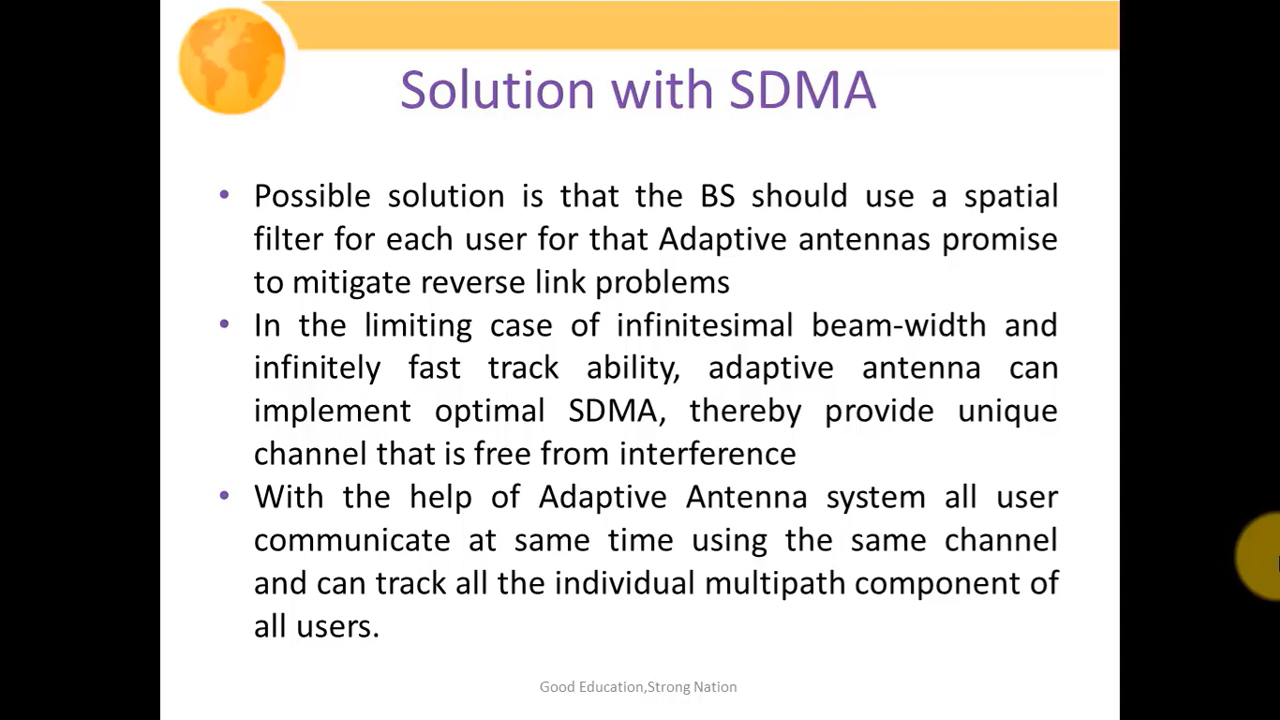 Solution with SDMA
• Possible solution is that the BS should use a spatial
filter for each user for that Adaptive antennas promise
to mitigate reverse link problems
• In the limiting case of infinitesimal beam-width and
infinitely fast track ability, adaptive antenna can
implement optimal SDMA, thereby provide unique
channel that is free from interference
• With the help of Adaptive Antenna system all user
communicate at same time using the same channel
and can track all the individual multipath component of
all users.
Good Education,Strong Nation